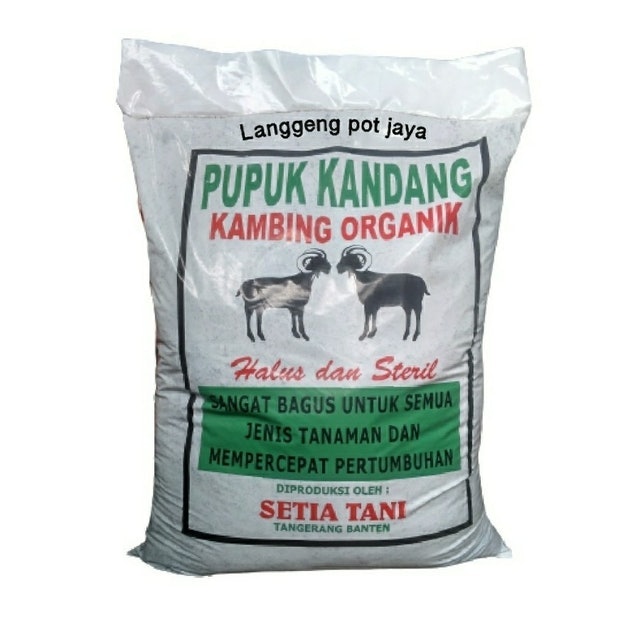 Langgeng pot jaya
PUPUK KANDANG
KAMBING ORGANIK
Halus dan Steril
SANGAT BAGUS UNTUK SEMUA
JENIS TANAMAN DAN
MEMPERCEPAT PERTUMBUHAN
DIPRODUKSI OLEH :
SETIA TANI
TANGERANG BANTEN